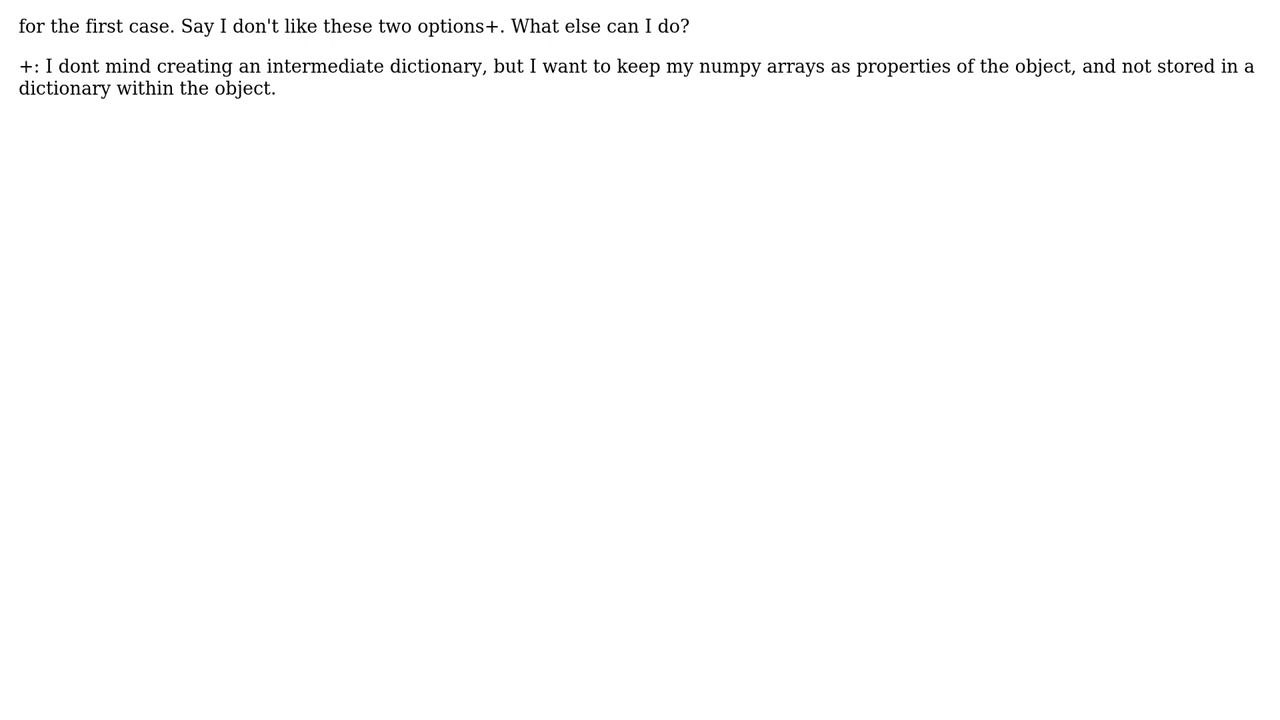 for the first case. Say I don't like these two options+. What else can I do?
+: I dont mind creating an intermediate dictionary, but I want to keep my numpy arrays as properties of the object, and not stored in a
dictionary within the object.